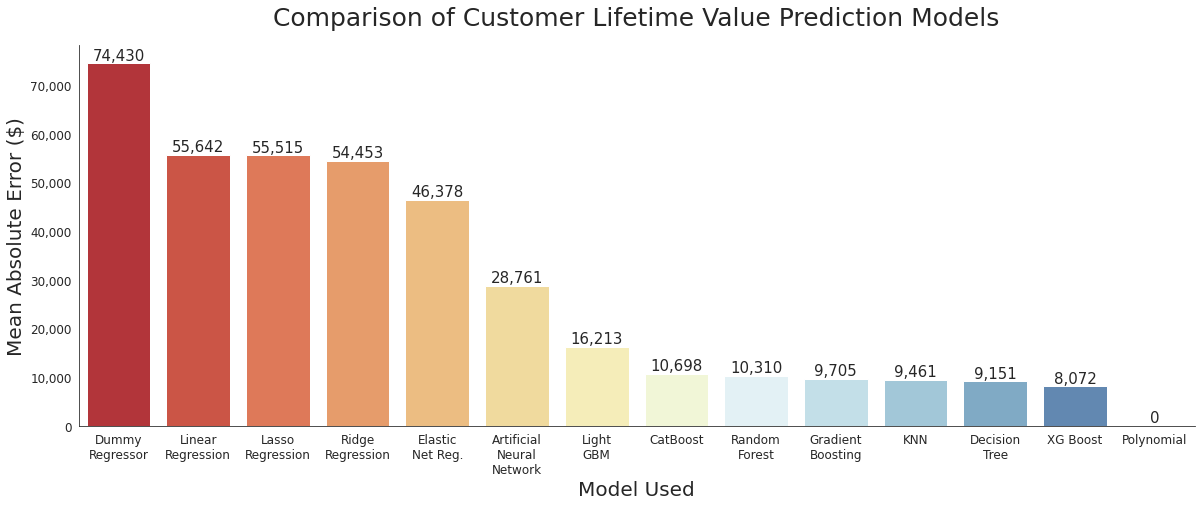 Comparison of Customer Lifetime Value Prediction Models
Mean Absolute Error ($)
70,000
60,000
50,000
40,000
30,000
20,000
10,000
0
74,430
55,642
55,515
54,453
46,378
28,761
16,213
10,698
10,310
9,705
9,461
9,151
8,072
0
Dummy
Regressor
Linear
Regression
Lasso
Regression
Ridge
Regression
Elastic
Net Reg.
Artificial
Neural
Network
Light
GBM
CatBoost
Random
Forest
Gradient
Boosting
KNN
Decision
Tree
XG Boost
Polynomial
Model Used